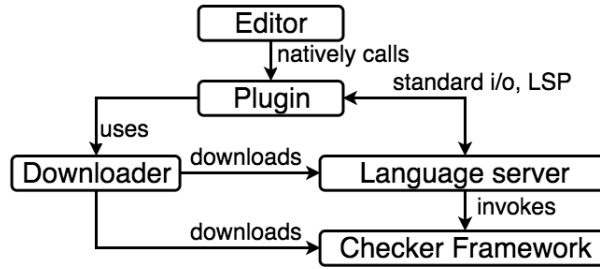 Editor
natively calls
Plugin
standard i/o, LSP
uses
Downloader
downloads
Language server
invokes
downloads
Checker Framework